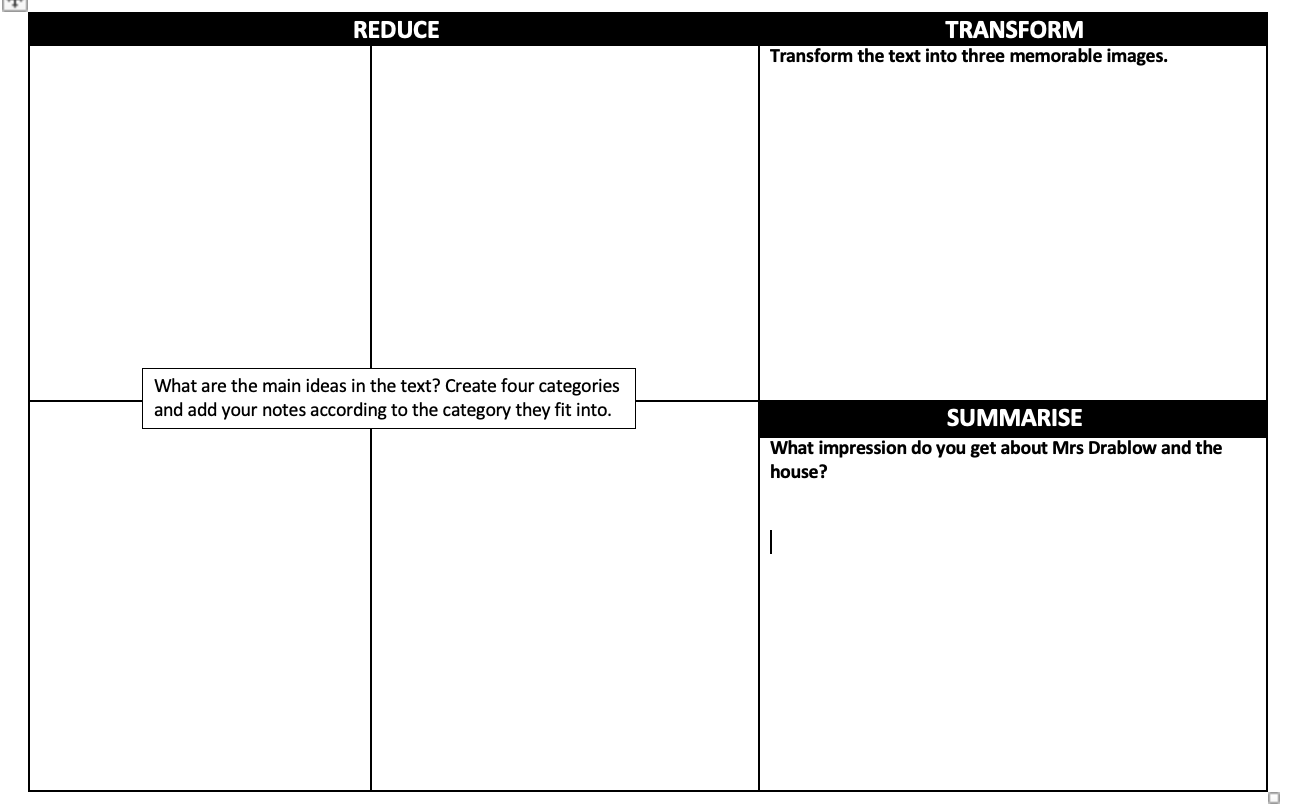 REDUCE
TRANSFORM
Transform the text into three memorable images.
What are the main ideas in the text? Create four categories
and add your notes according to the category they fit into.
SUMMARISE
What impression do you get about Mrs Drablow and the
house?